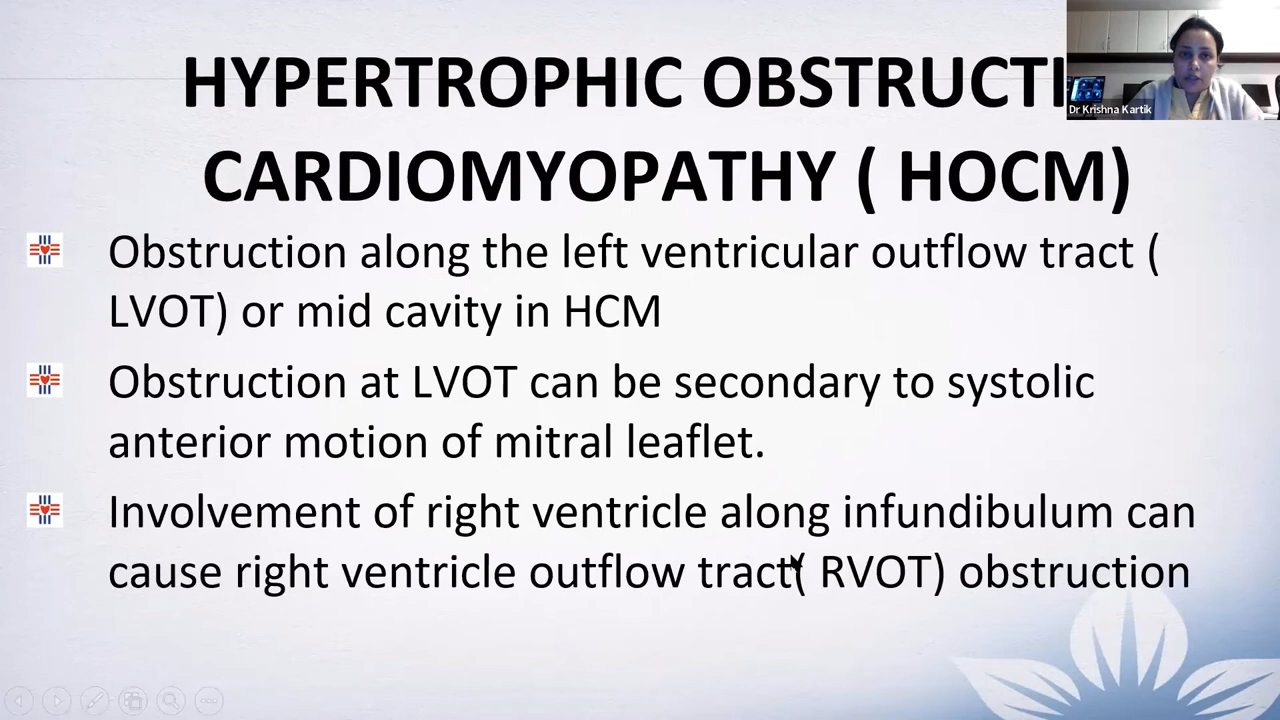 HYPERTROPHIC OBSTRUCTI
Dr Krishna Kartik
CARDIOMYOPATHY ( HOCM)
Obstruction along the left ventricular outflow tract (
LVOT) or mid cavity in HCM
Obstruction at LVOT can be secondary to systolic
anterior motion of mitral leaflet.
Involvement of right ventricle along infundibulum can
cause right ventricle outflow tract( RVOT) obstruction